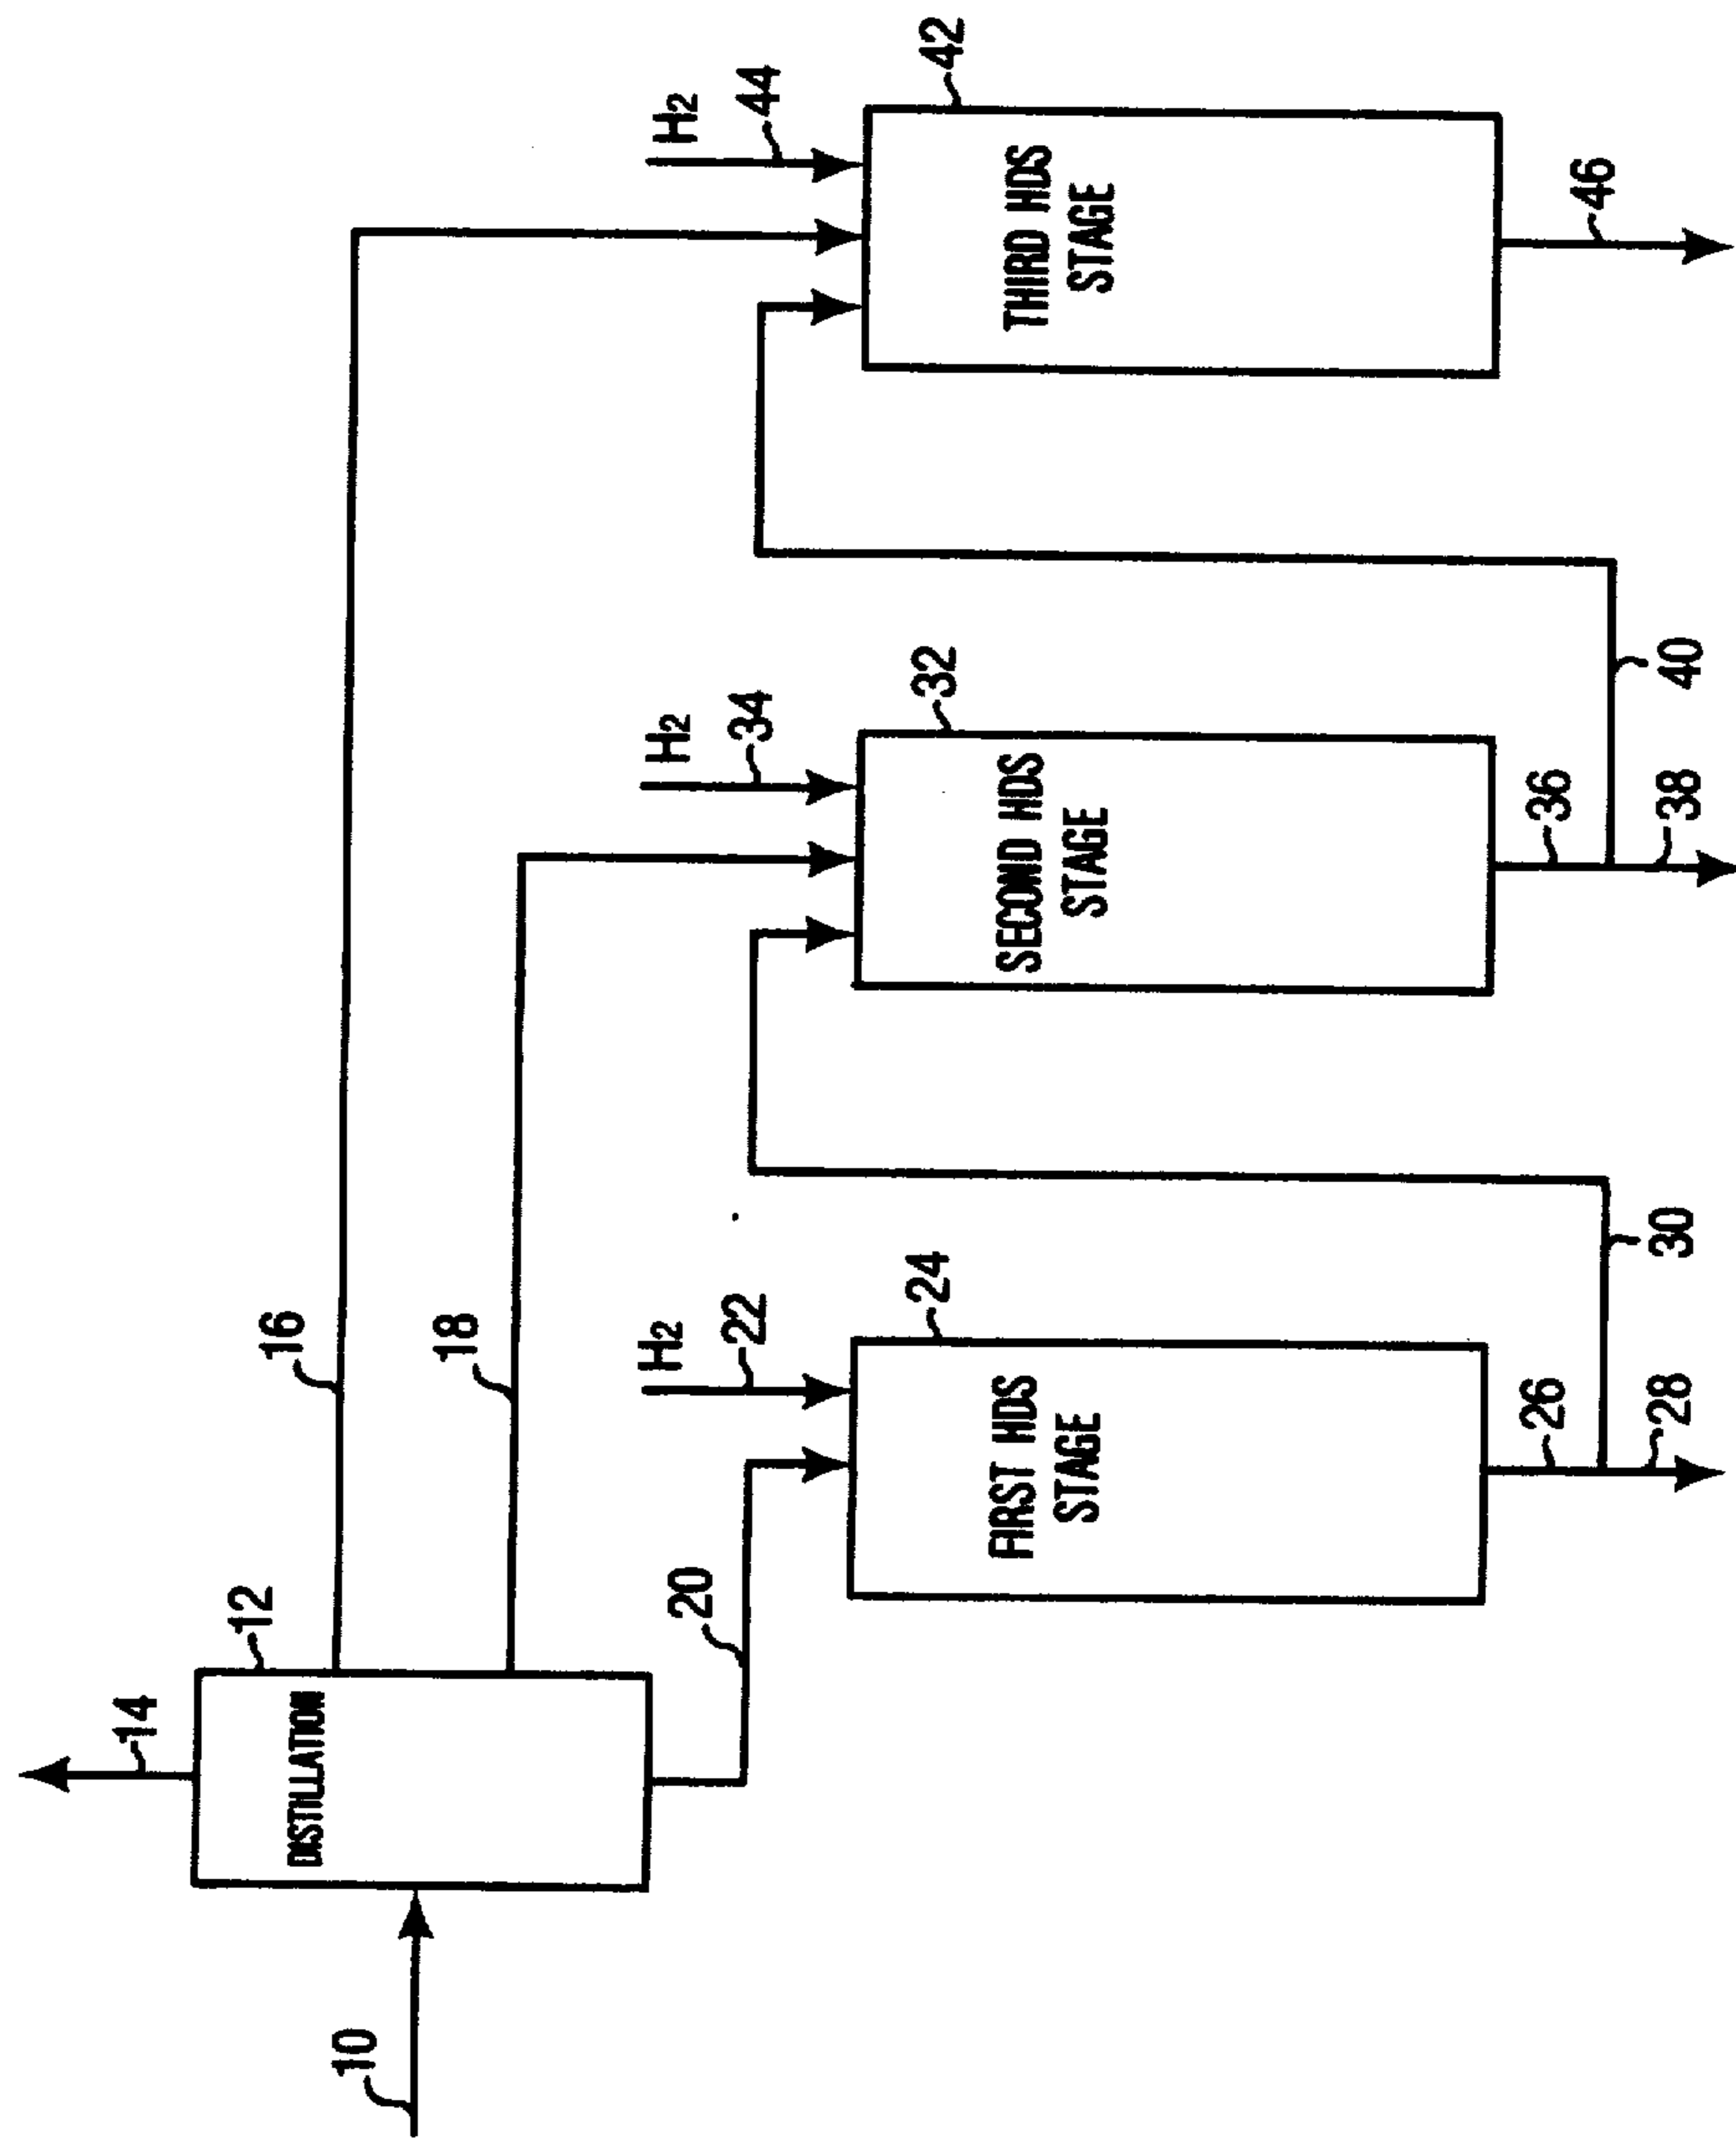 10
14
12
DISTILLATION
16
18
20
H2
22
24
FIRST HDS
STAGE
26
28
30
H2
34
32
SECOND HDS
STAGE
36
38
40
H2
44
42
THIRD HDS
STAGE
46